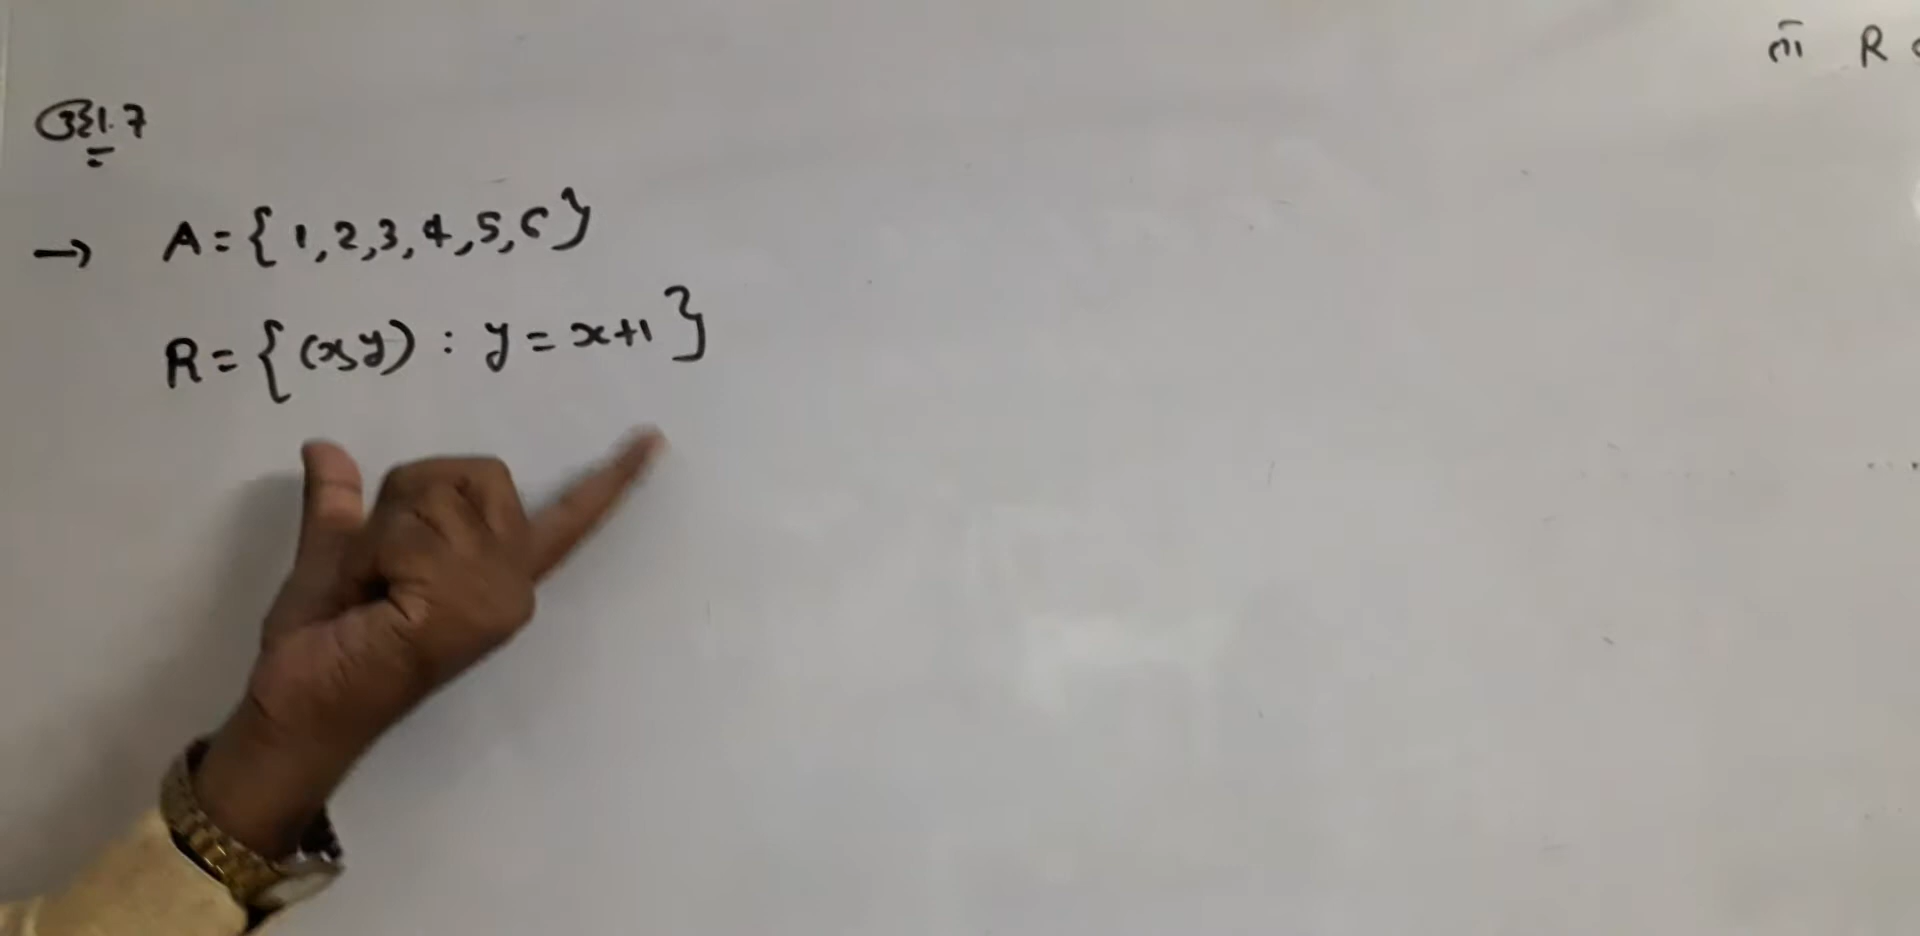 उदा.7
→ A = { 1, 2, 3, 4, 5, 6 }
R = { (x, y) : y = x+1 }
R